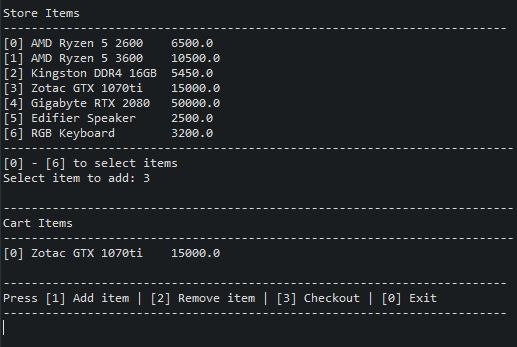 Store Items
------------------------------------------------------------------------
[0] AMD Ryzen 5 2600    6500.0
[1] AMD Ryzen 5 3600    10500.0
[2] Kingston DDR4 16GB  5450.0
[3] Zotac GTX 1070ti    15000.0
[4] Gigabyte RTX 2080   50000.0
[5] Edifier Speaker     2500.0
[6] RGB Keyboard        3200.0
-------------------------------------------------------------------------
[0] - [6] to select items
Select item to add: 3
-------------------------------------------------------------------------
Cart Items
-------------------------------------------------------------------------
[0] Zotac GTX 1070ti    15000.0
------------------------------------------------------------------------
Press [1] Add item | [2] Remove item | [3] Checkout | [0] Exit
------------------------------------------------------------------------